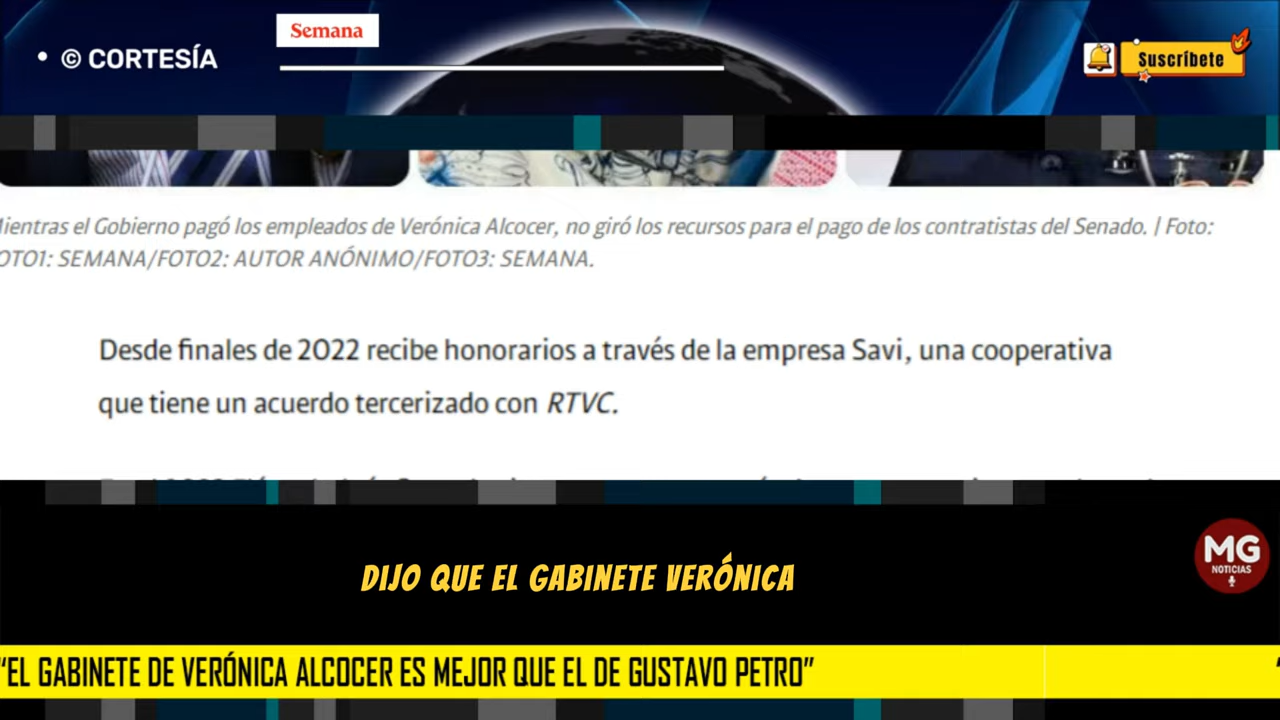 • © CORTESÍA
Semana
Suscríbete
ientras el Gobierno pagó los empleados de Verónica Alcocer, no giró los recursos para el pago de los contratistas del Senado. | Foto:
OTO1: SEMANA/FOTO2: AUTOR ANÓNIMO/FOTO3: SEMANA.
Desde finales de 2022 recibe honorarios a través de la empresa Savi, una cooperativa
que tiene un acuerdo tercerizado con RTVC.
MG
NOTICIAS
DIJO QUE EL GABINETE VERÓNICA
“EL GABINETE DE VERÓNICA ALCOCER ES MEJOR QUE EL DE GUSTAVO PETRO”